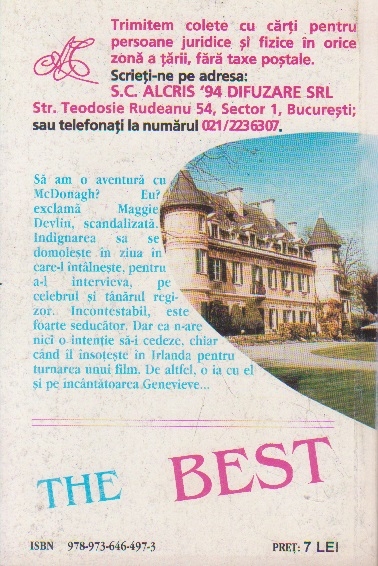 Trimitem colete cu cărți pentru
persoane juridice și fizice în orice
zonă a țării, fără taxe poștale.
Scrieți-ne pe adresa:
S.C. ALCRIS '94 DIFUZARE SRL
Str. Teodosie Rudeanu 54, Sector 1, București;
sau telefonați la numărul 021/2236307.
Să am o aventură cu
McDonagh? Eu?
exclamă Maggie
Devlin, scandalizată.
Indignarea sa se
domolește în ziua în
care-l întâlnește, pentru
a-l intervieva, pe
celebrul si tânărul regi-
zor. Incontestabil, este
foarte seducător. Dar ea n-are
nici o intenție să-i cedeze, chiar
când îl însoțește în Irlanda pentru
turnarea unui film. De altfel, o ia cu el
și pe încântătoarea Genevieve...
THE BEST
ISBN 978-973-646-497-3
PREȚ: 7 LEI